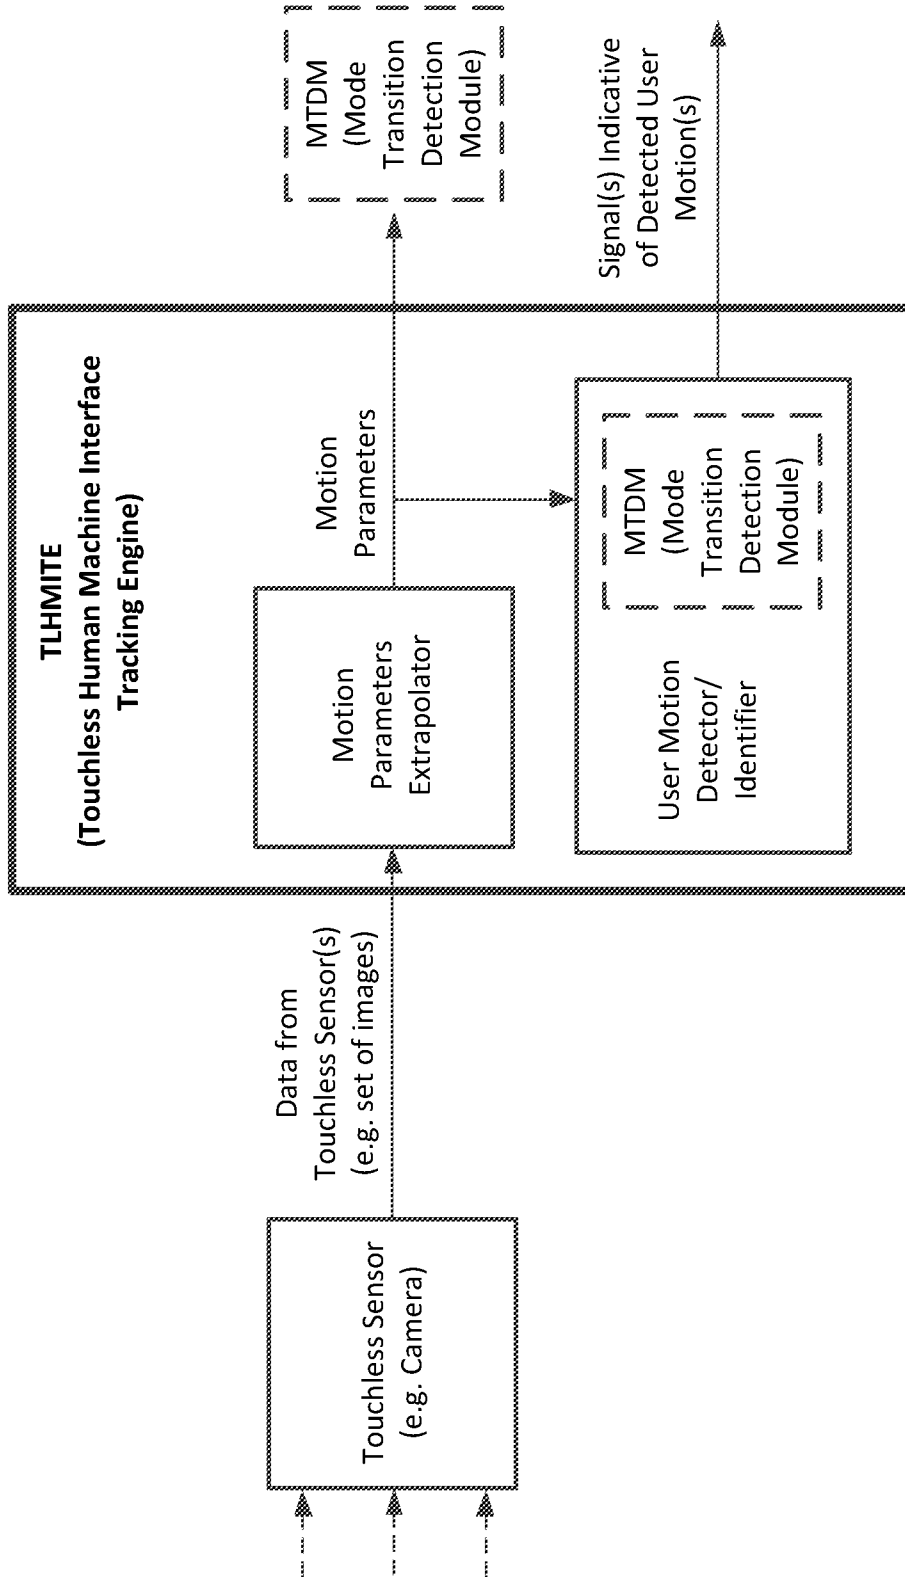 TLHMITE
(Touchless Human Machine Interface
Tracking Engine)
Touchless Sensor
(e.g. Camera)
Data from
Touchless Sensor(s)
(e.g. set of images)
Motion
Parameters
Extrapolator
Motion
Parameters
MTDM
(Mode
Transition
Detection
Module)
User Motion
Detector/
Identifier
MTDM
(Mode
Transition
Detection
Module)
Signal(s) Indicative
of Detected User
Motion(s)